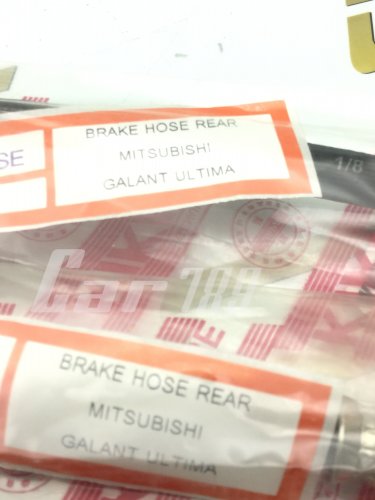 BRAKE HOSE REAR
MITSUBISHI
GALANT ULTIMA
SE
1/8
Car 789
BRAKE HOSE REAR
MITSUBISHI
GALANT ULTIMA